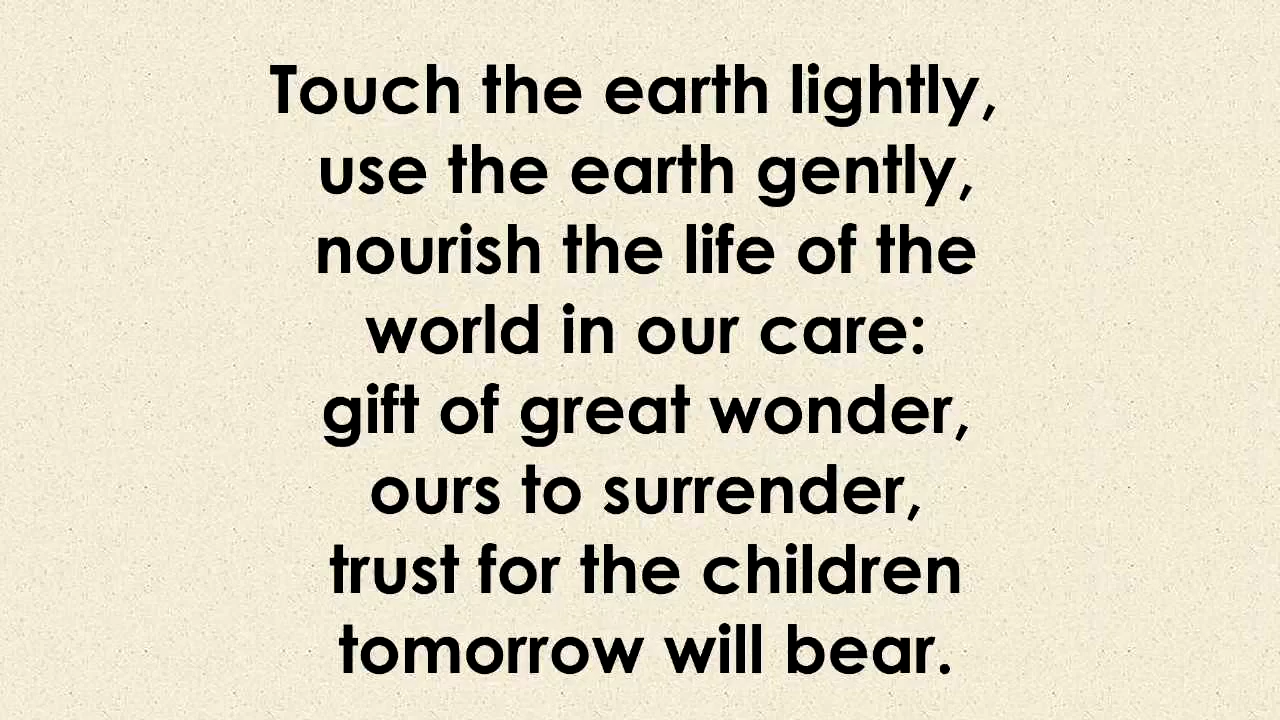 Touch the earth lightly,
use the earth gently,
nourish the life of the
world in our care:
gift of great wonder,
ours to surrender,
trust for the children
tomorrow will bear.